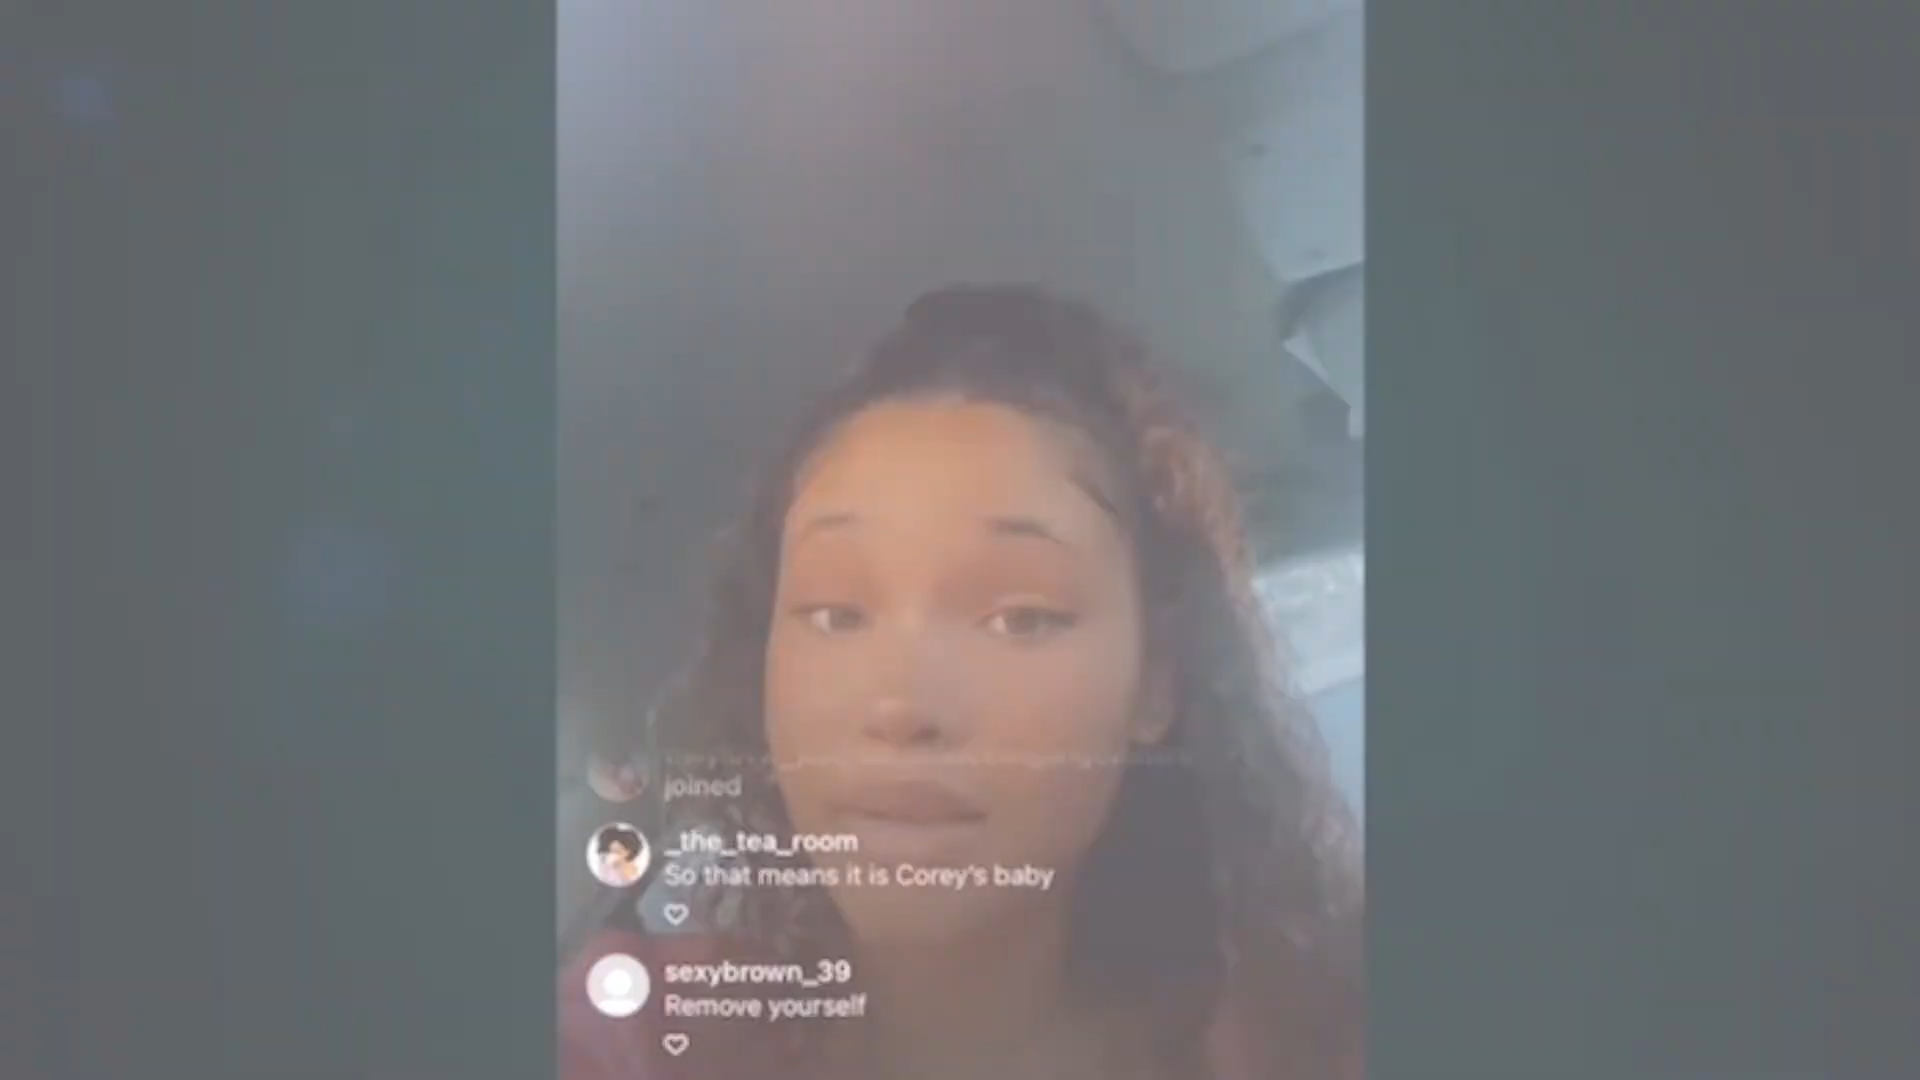 joined
_the_tea_room
So that means it is Corey's baby
sexybrown_39
Remove yourself